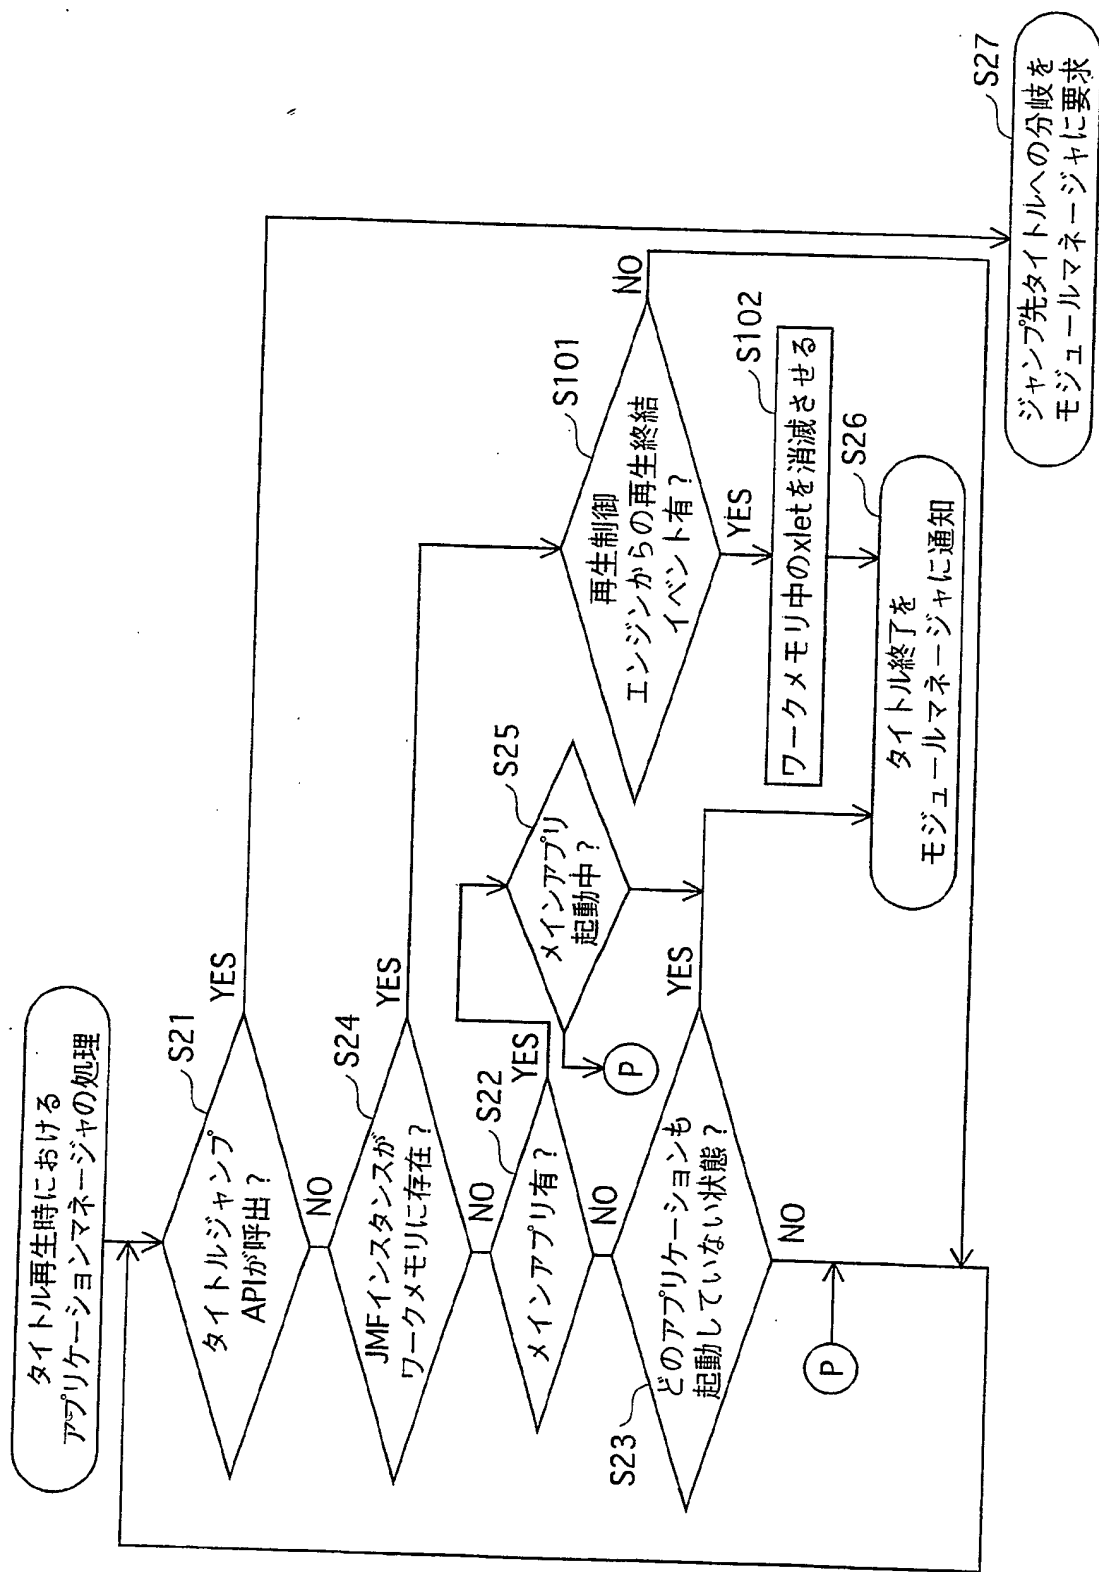 タイトル再生時における
アプリケーションマネージャの処理
S21
タイトルジャンプ
APIが呼出？
YES
NO
S24
JMFインスタンスが
ワークメモリに存在？
YES
NO
S22
メインアプリ有？
YES
NO
S25
メインアプリ
起動中？
P
S23
どのアプリケーションも
起動していない状態？
YES
NO
P
S101
再生制御
エンジンからの再生終結
イベント有？
NO
YES
S102
ワークメモリ中のxletを消滅させる
S26
タイトル終了を
モジュールマネージャに通知
S27
ジャンプ先タイトルへの分岐を
モジュールマネージャに要求